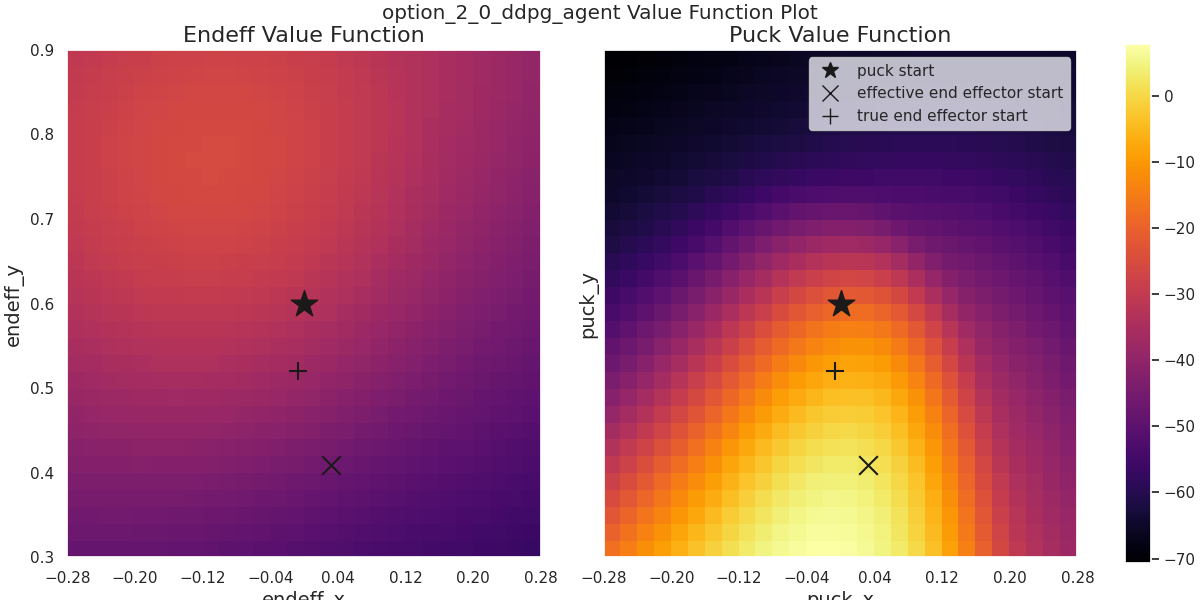 option_2_0_ddpg_agent Value Function Plot
Endeff Value Function
Puck Value Function
0.9
0.8
0.7
0.6
0.5
0.4
0.3
endeff_y
−0.28 −0.20 −0.12 −0.04 0.04 0.12 0.20 0.28
endeff_x
puck start
effective end effector start
true end effector start
puck_y
−0.28 −0.20 −0.12 −0.04 0.04 0.12 0.20 0.28
puck_x
0
−10
−20
−30
−40
−50
−60
−70